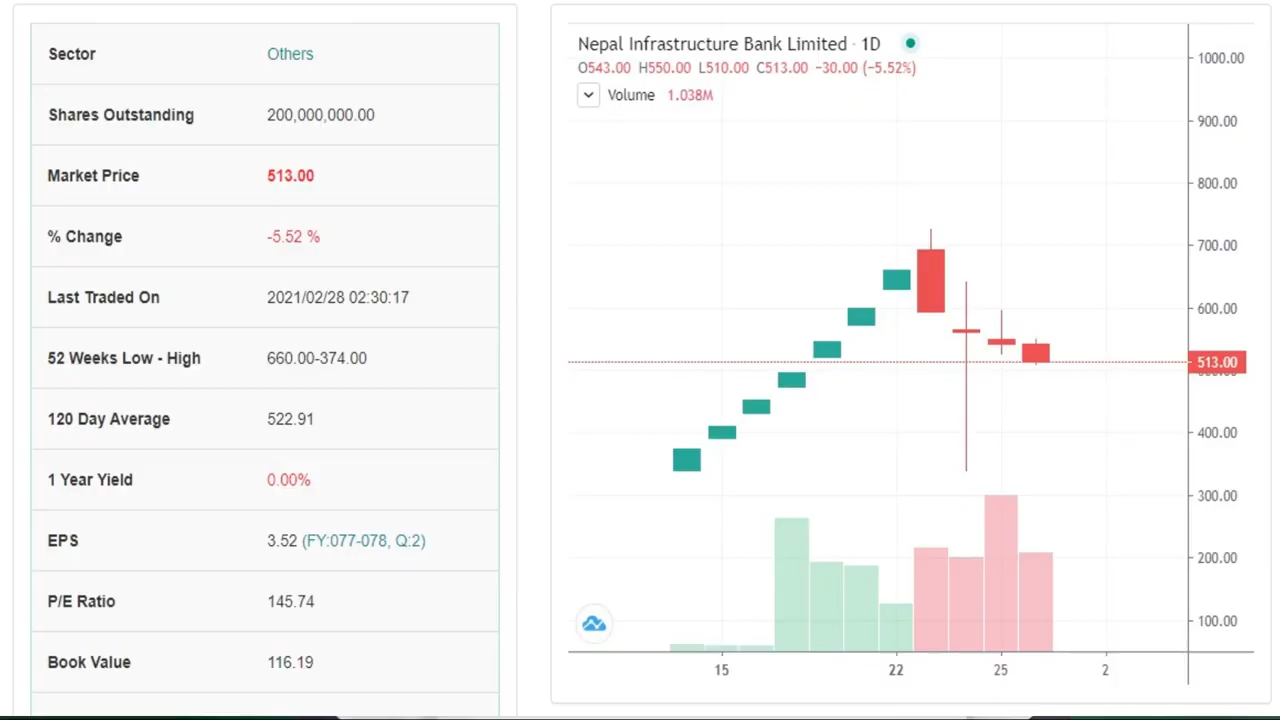 Sector Others
Shares Outstanding 200,000,000.00
Market Price 513.00
% Change -5.52 %
Last Traded On 2021/02/28 02:30:17
52 Weeks Low - High 660.00-374.00
120 Day Average 522.91
1 Year Yield 0.00%
EPS 3.52 (FY:077-078, Q:2)
P/E Ratio 145.74
Book Value 116.19
Nepal Infrastructure Bank Limited · 1D
O543.00 H550.00 L510.00 C513.00 −30.00 (−5.52%)
Volume 1.038M
1000.00
900.00
800.00
700.00
600.00
513.00
400.00
300.00
200.00
100.00
15 22 25 2